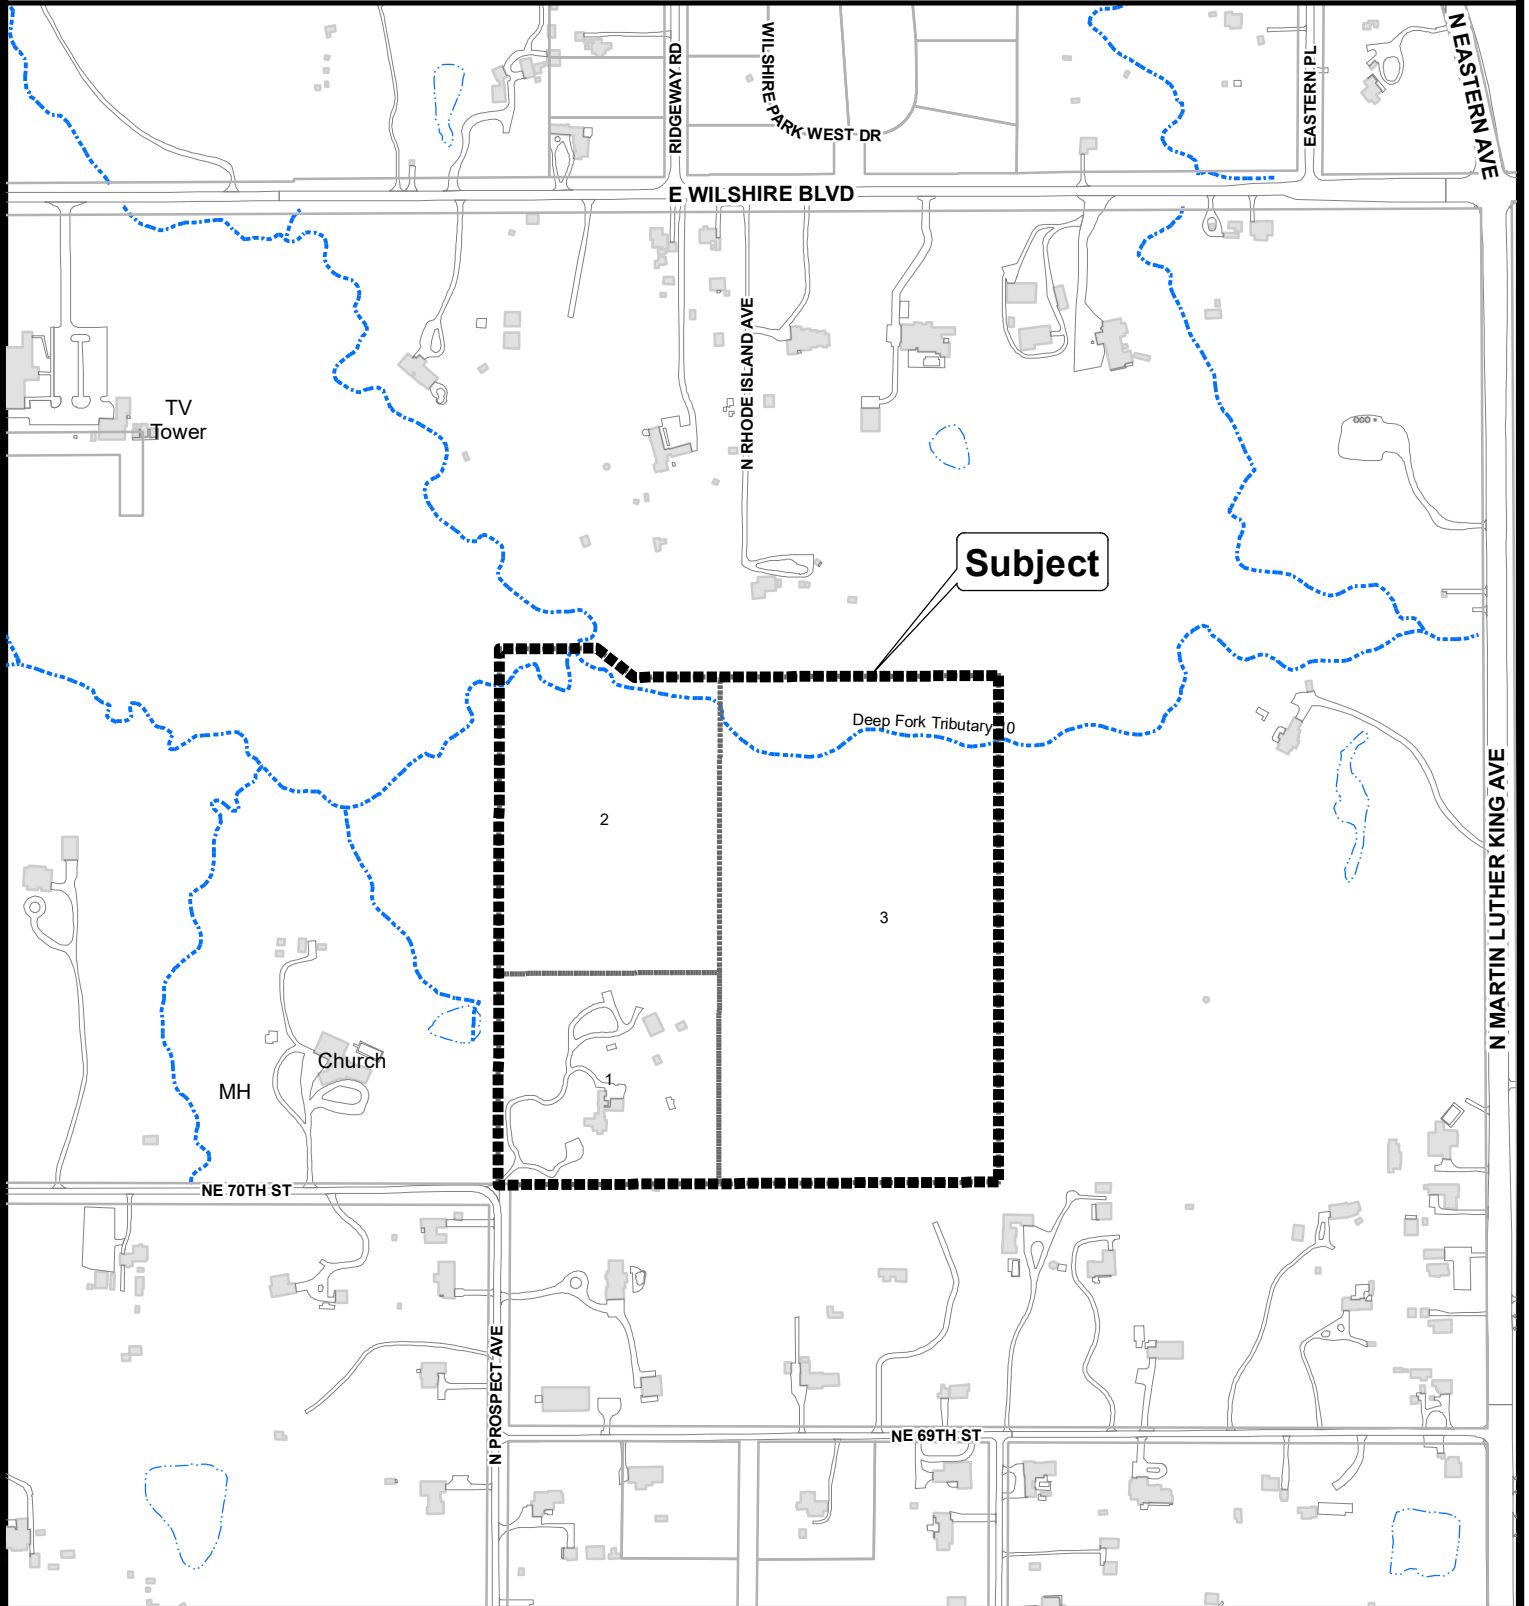 RIDGEWAY RD
WILSHIRE PARK WEST DR
EASTERN PL
N EASTERN AVE
E WILSHIRE BLVD
N RHODE ISLAND AVE
TV
Tower
Subject
Deep Fork Tributary 0
2
3
N MARTIN LUTHER KING AVE
Church
1
MH
NE 70TH ST
N PROSPECT AVE
NE 69TH ST